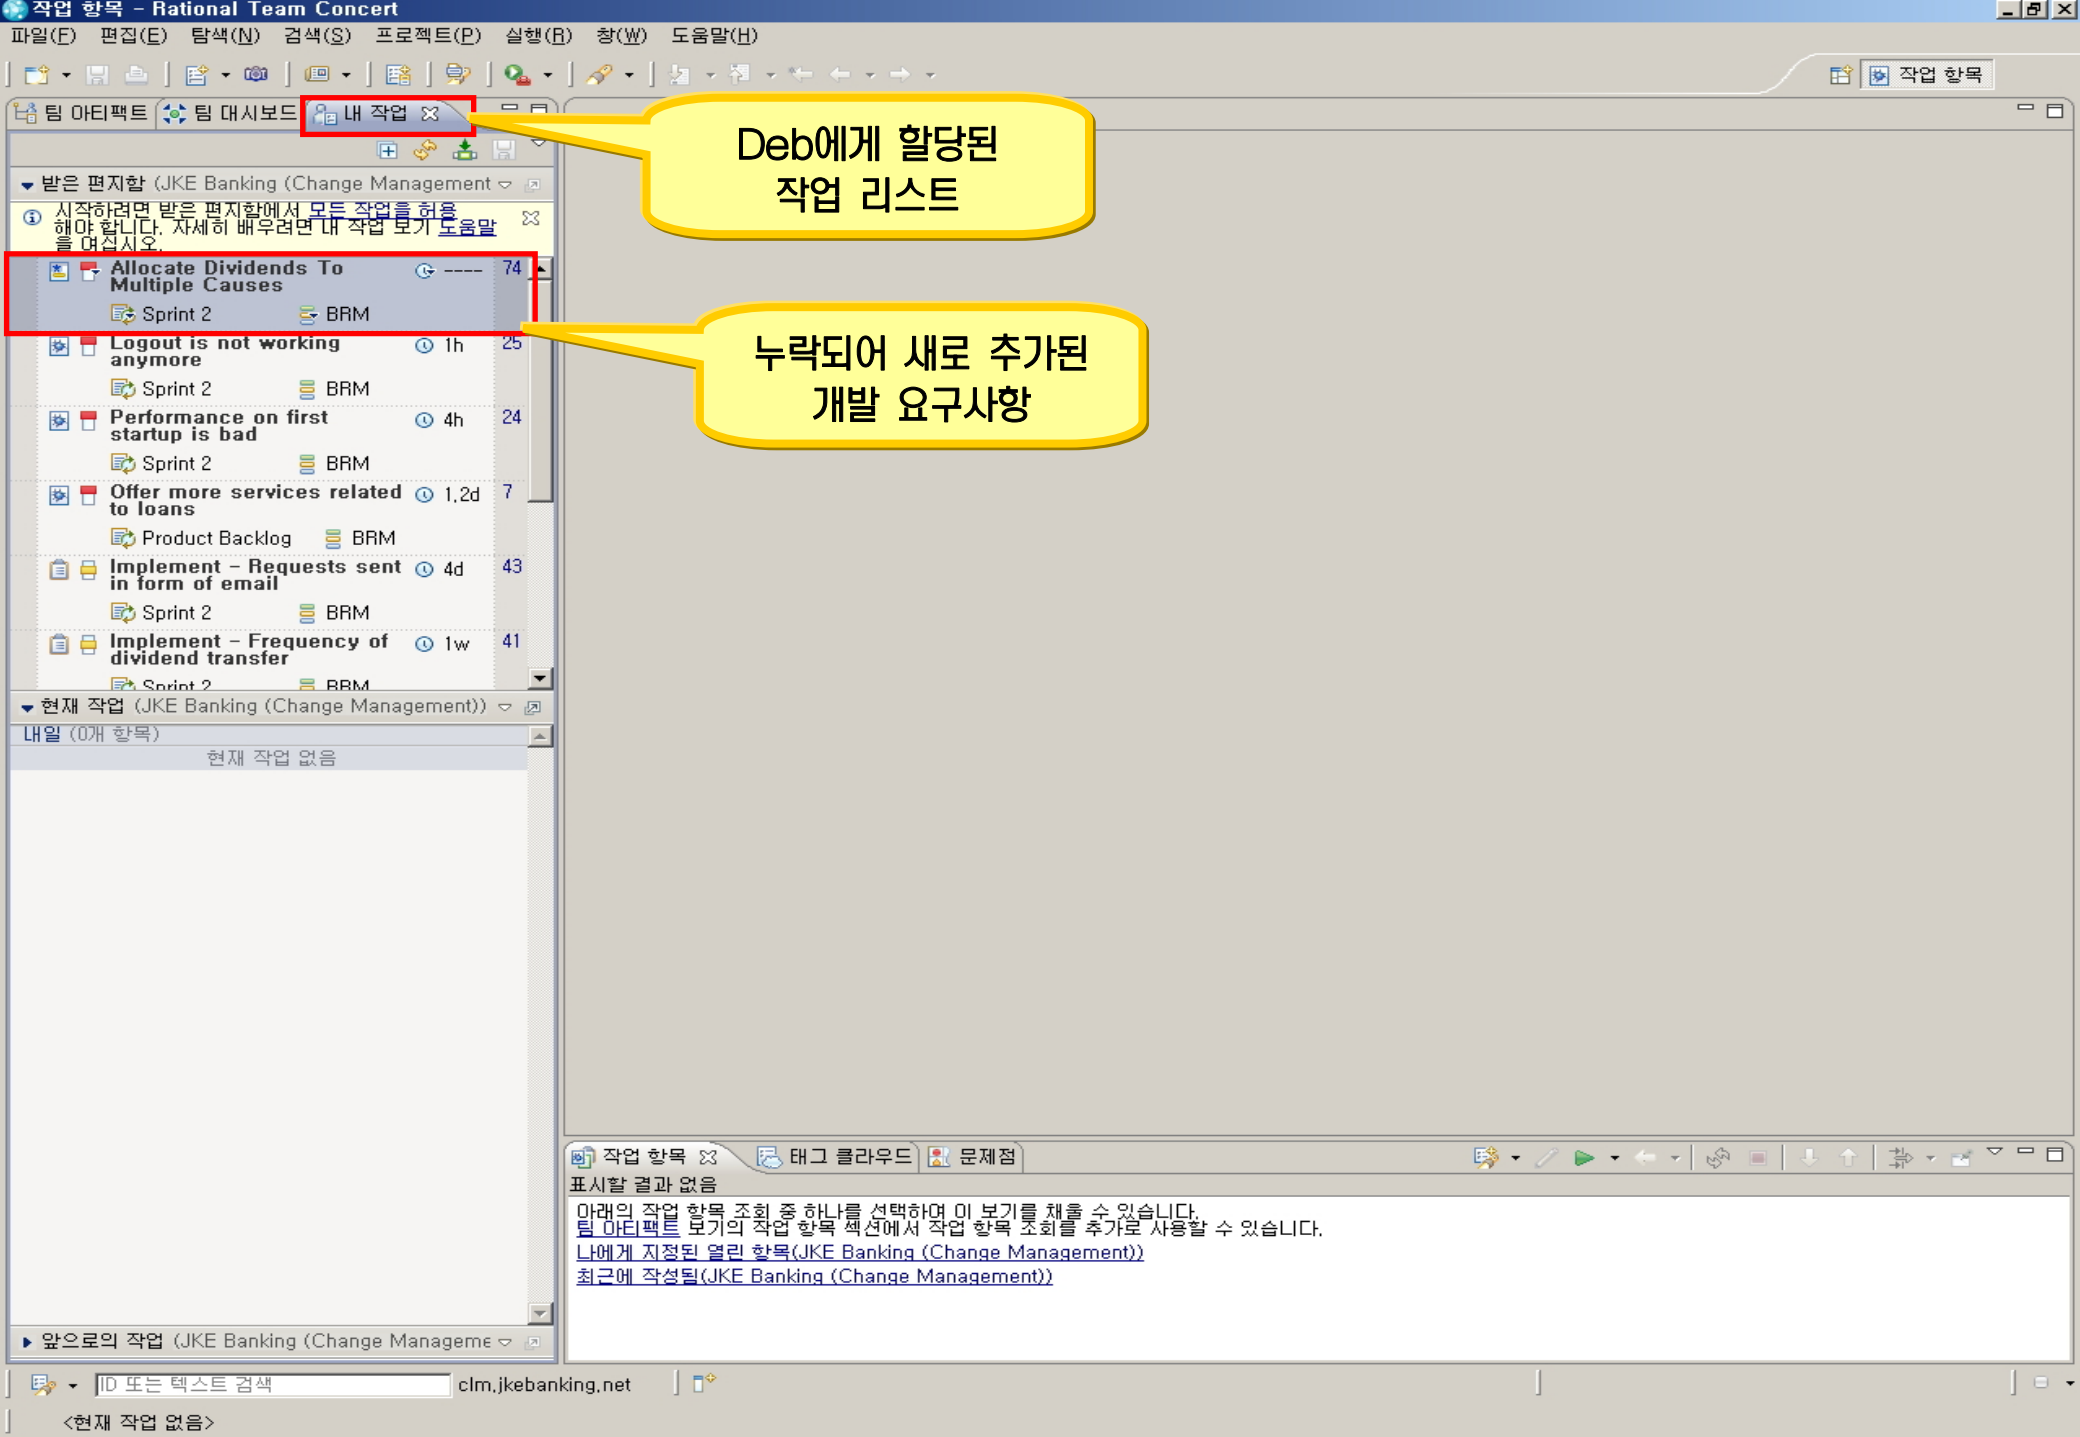 작업 항목 - Rational Team Concert
파일(F) 편집(E) 탐색(N) 검색(S) 프로젝트(P) 실행(R) 창(W) 도움말(H)
작업 항목
팀 아티팩트 팀 대시보드 내 작업
Deb에게 할당된
작업 리스트
받은 편지함 (JKE Banking (Change Management
시작하려면 받은 편지함에서 모든 작업을 허용
해야 합니다. 자세히 배우려면 내 작업 보기 도움말
을 여십시오.
Allocate Dividends To ---- 74
Multiple Causes
Sprint 2 BRM
누락되어 새로 추가된
개발 요구사항
Logout is not working 1h 25
anymore
Sprint 2 BRM
Performance on first 4h 24
startup is bad
Sprint 2 BRM
Offer more services related 1.2d 7
to loans
Product Backlog BRM
Implement - Requests sent 4d 43
in form of email
Sprint 2 BRM
Implement - Frequency of 1w 41
dividend transfer
Sprint 2 BRM
현재 작업 (JKE Banking (Change Management))
내일 (0개 항목)
현재 작업 없음
작업 항목 태그 클라우드 문제점
표시할 결과 없음
아래의 작업 항목 조회 중 하나를 선택하여 이 보기를 채울 수 있습니다.
팀 아티팩트 보기의 작업 항목 섹션에서 작업 항목 조회를 추가로 사용할 수 있습니다.
나에게 지정된 열린 항목(JKE Banking (Change Management))
최근에 작성됨(JKE Banking (Change Management))
앞으로의 작업 (JKE Banking (Change Manageme
ID 또는 텍스트 검색 clm.jkebanking.net
<현재 작업 없음>